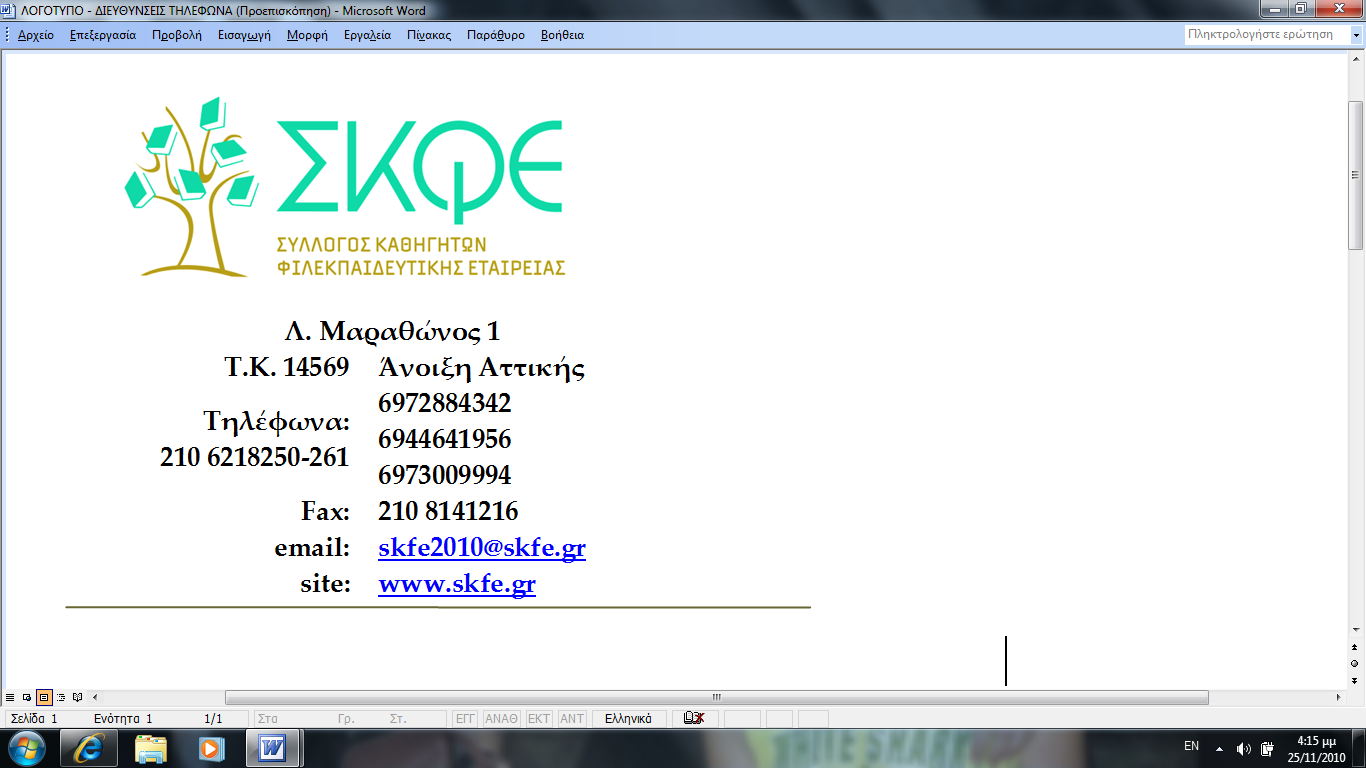 ΛΟΓΟΤΥΠΟ - ΔΙΕΥΘΥΝΣΕΙΣ ΤΗΛΕΦΩΝΑ (Προεπισκόπηση) - Microsoft Word
Αρχείο Επεξεργασία Προβολή Εισαγωγή Μορφή Εργαλεία Πίνακας Παράθυρο Βοήθεια Πληκτρολογήστε ερώτηση
ΣΚΦΕ
ΣΥΛΛΟΓΟΣ ΚΑΘΗΓΗΤΩΝ
ΦΙΛΕΚΠΑΙΔΕΥΤΙΚΗΣ ΕΤΑΙΡΕΙΑΣ
Λ. Μαραθώνος 1
Τ.Κ. 14569 Άνοιξη Αττικής
Τηλέφωνα:
210 6218250-261
6972884342
6944641956
6973009994
Fax: 210 8141216
email: skfe2010@skfe.gr
site: www.skfe.gr
Σελίδα 1 Ενότητα 1 1/1 Στα Γρ. Στ. ΕΓΓ ΑΝΑΘ ΕΚΤ ΑΝΤ Ελληνικά
EN 4:15 μμ
25/11/2010